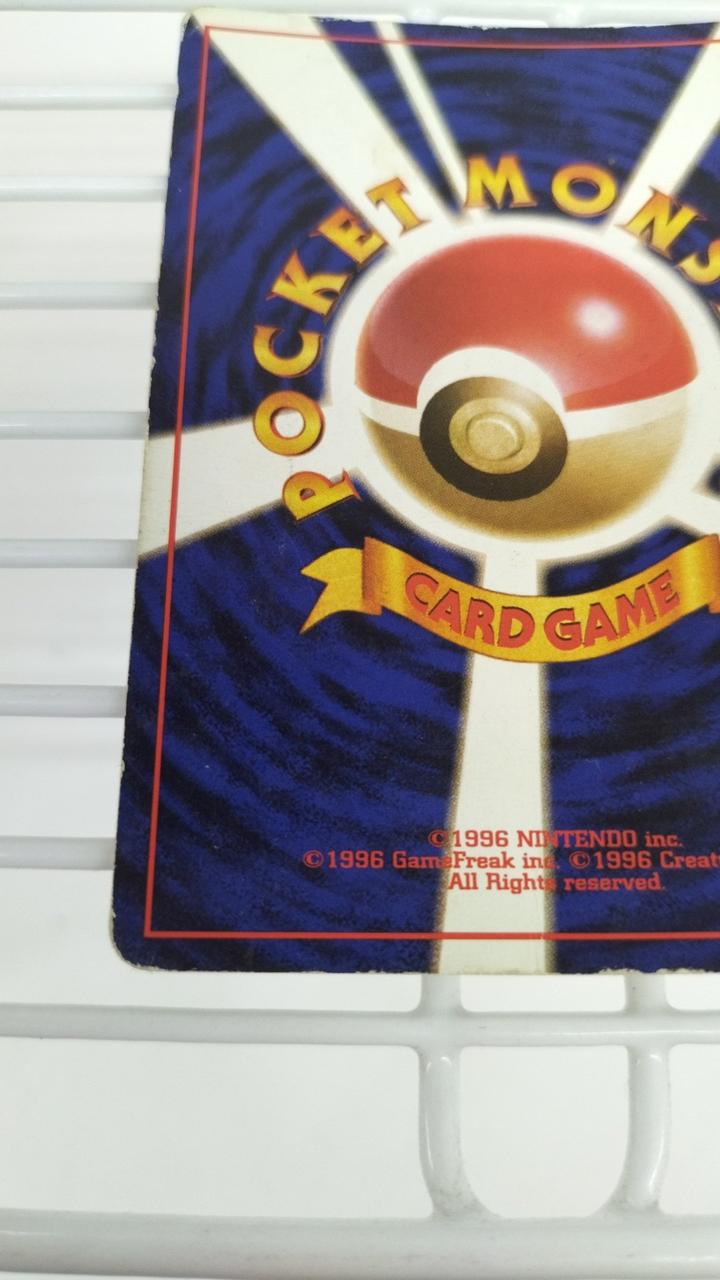 POCKET MONS
CARD GAME
©1996 NINTENDO inc.
©1996 GameFreak inc. ©1996 Creat
All Rights reserved.